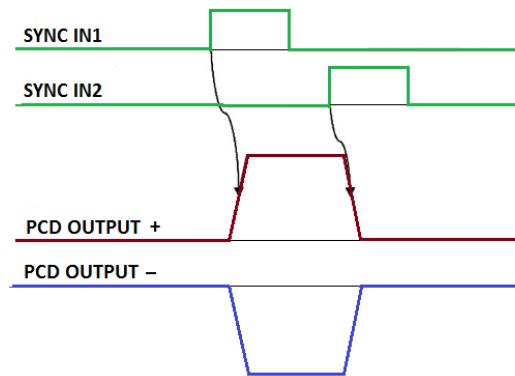 SYNC IN1
SYNC IN2
PCD OUTPUT +
PCD OUTPUT –